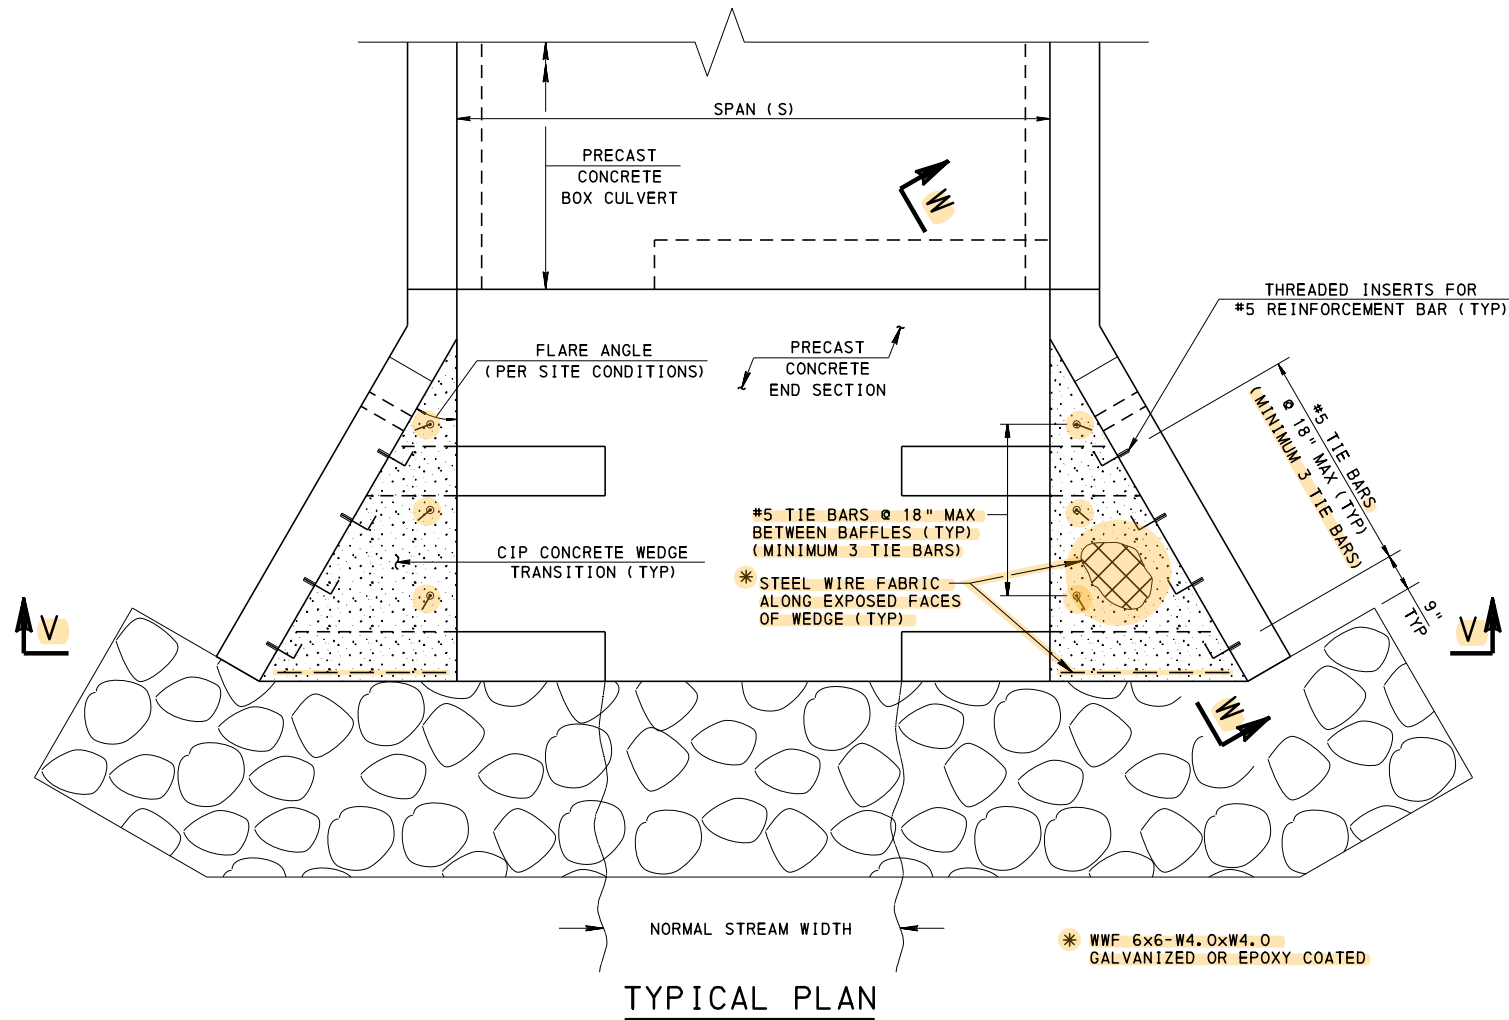 SPAN (S)
PRECAST
CONCRETE
BOX CULVERT
W
THREADED INSERTS FOR
#5 REINFORCEMENT BAR (TYP)
FLARE ANGLE
(PER SITE CONDITIONS)
PRECAST
CONCRETE
END SECTION
#5 TIE BARS
@ 18" MAX (TYP)
(MINIMUM 3 TIE BARS)
9"
TYP
#5 TIE BARS @ 18" MAX
BETWEEN BAFFLES (TYP)
(MINIMUM 3 TIE BARS)
CIP CONCRETE WEDGE
TRANSITION (TYP)
* STEEL WIRE FABRIC
ALONG EXPOSED FACES
OF WEDGE (TYP)
V
V
W
NORMAL STREAM WIDTH
* WWF 6x6-W4.0xW4.0
GALVANIZED OR EPOXY COATED
TYPICAL PLAN